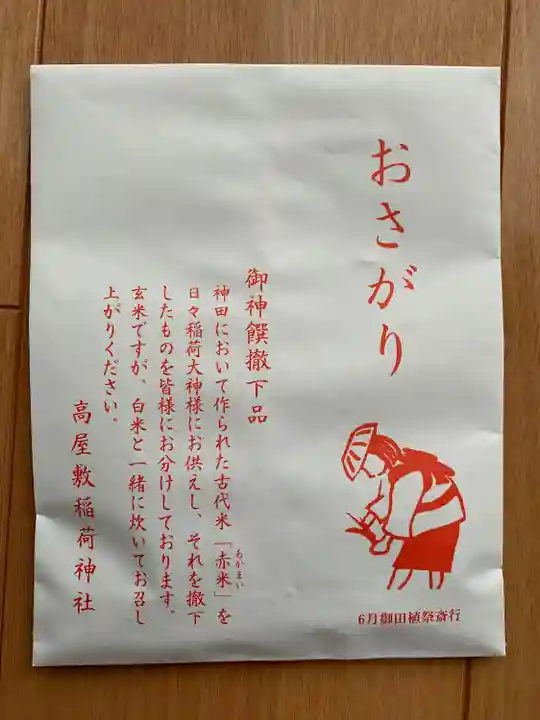 おさがり
6月御田植祭斎行
御神饌撤下品
神田において作られた古代米「赤米」を
あかまい
日々稲荷大神様にお供えし、それを撤下
したものを皆様にお分けしております。
玄米ですが、白米と一緒に炊いてお召し
上がりください。
高屋敷稲荷神社